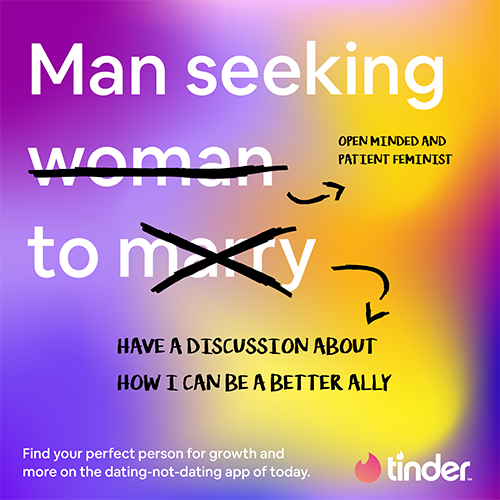 Man seeking
woman
OPEN MINDED AND
PATIENT FEMINIST
to marry
HAVE A DISCUSSION ABOUT
HOW I CAN BE A BETTER ALLY
Find your perfect person for growth and
more on the dating-not-dating app of today.
tinder™